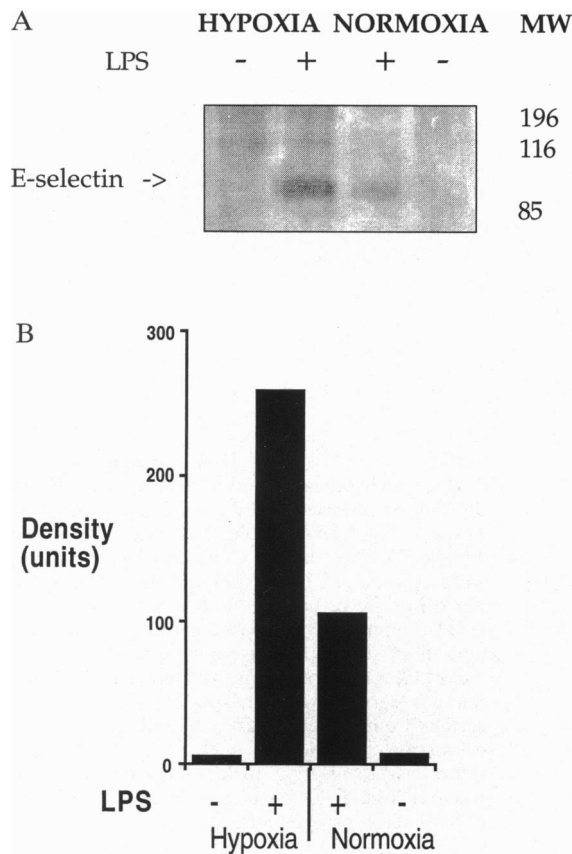 A HYPOXIA NORMOXIA MW
LPS - + + -
196
116
E-selectin ->
85
B
300
200
Density
(units)
100
0
LPS - + + -
Hypoxia Normoxia